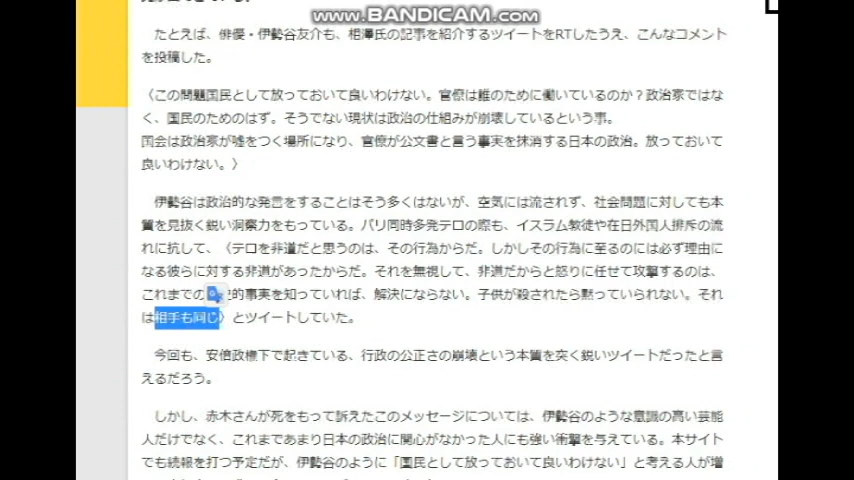 www.BANDICAM.com
たとえば、俳優・伊勢谷友介も、相澤氏の記事を紹介するツイートをRTしたうえ、こんなコメント
を投稿した。
〈この問題国民として放っておいて良いわけない。官僚は誰のために働いているのか？政治家ではな
く、国民のためのはず。そうでない現状は政治の仕組みが崩壊しているという事。
国会は政治家が嘘をつく場所になり、官僚が公文書と言う事実を抹消する日本の政治。放っておいて
良いわけない。〉
伊勢谷は政治的な発言をすることはそう多くはないが、空気には流されず、社会問題に対しても本
質を見抜く鋭い洞察力をもっている。パリ同時多発テロの際も、イスラム教徒や在日外国人排斥の流
れに抗して、〈テロを非道だと思うのは、その行為からだ。しかしその行為に至るのには必ず理由に
なる彼らに対する非道があったからだ。それを無視して、非道だからと怒りに任せて攻撃するのは、
これまでの 史的事実を知っていれば、解決にならない。子供が殺されたら黙っていられない。それ
は相手も同じ〉とツイートしていた。
今回も、安倍政権下で起きている、行政の公正さの崩壊という本質を突く鋭いツイートだったと言
えるだろう。
しかし、赤木さんが死をもって訴えたこのメッセージについては、伊勢谷のような意識の高い芸能
人だけでなく、これまであまり日本の政治に関心がなかった人にも強い衝撃を与えている。本サイト
でも続報を打つ予定だが、伊勢谷のように「国民として放っておいて良いわけない」と考える人が増